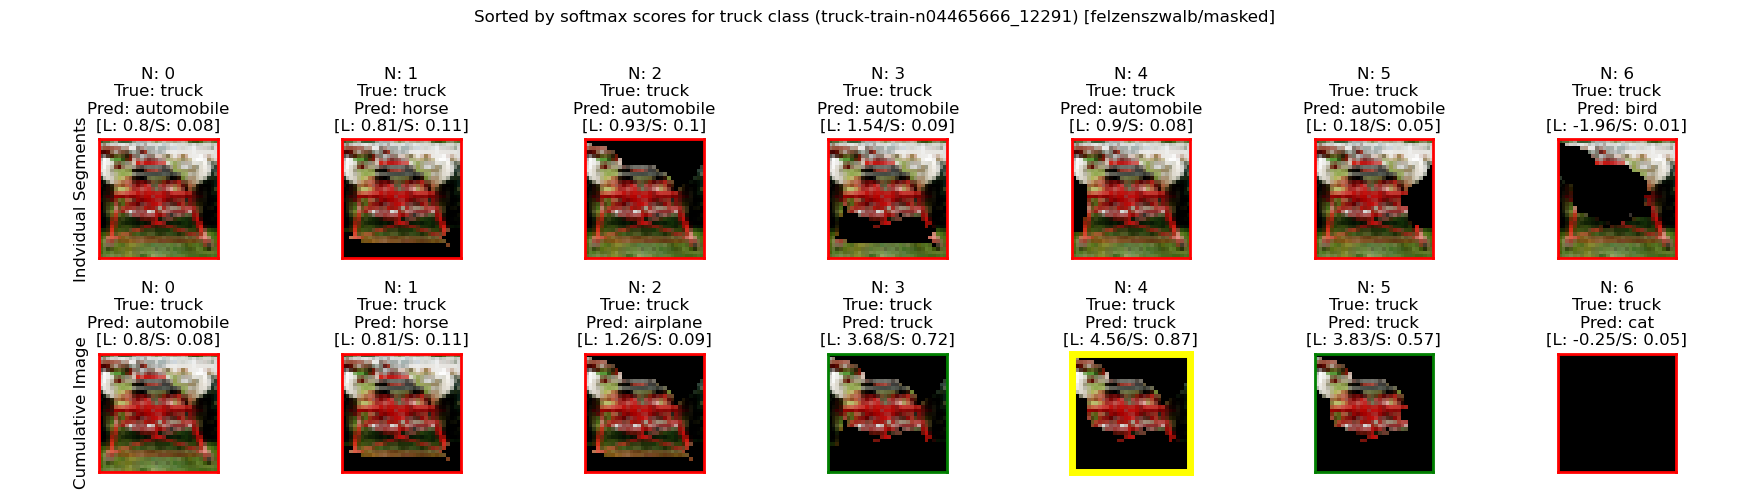 Sorted by softmax scores for truck class (truck-train-n04465666_12291) [felzenszwalb/masked]
Indvidual Segments
N: 0
True: truck
Pred: automobile
[L: 0.8/S: 0.08]
N: 1
True: truck
Pred: horse
[L: 0.81/S: 0.11]
N: 2
True: truck
Pred: automobile
[L: 0.93/S: 0.1]
N: 3
True: truck
Pred: automobile
[L: 1.54/S: 0.09]
N: 4
True: truck
Pred: automobile
[L: 0.9/S: 0.08]
N: 5
True: truck
Pred: automobile
[L: 0.18/S: 0.05]
N: 6
True: truck
Pred: bird
[L: -1.96/S: 0.01]
Cumulative Image
N: 0
True: truck
Pred: automobile
[L: 0.8/S: 0.08]
N: 1
True: truck
Pred: horse
[L: 0.81/S: 0.11]
N: 2
True: truck
Pred: airplane
[L: 1.26/S: 0.09]
N: 3
True: truck
Pred: truck
[L: 3.68/S: 0.72]
N: 4
True: truck
Pred: truck
[L: 4.56/S: 0.87]
N: 5
True: truck
Pred: truck
[L: 3.83/S: 0.57]
N: 6
True: truck
Pred: cat
[L: -0.25/S: 0.05]